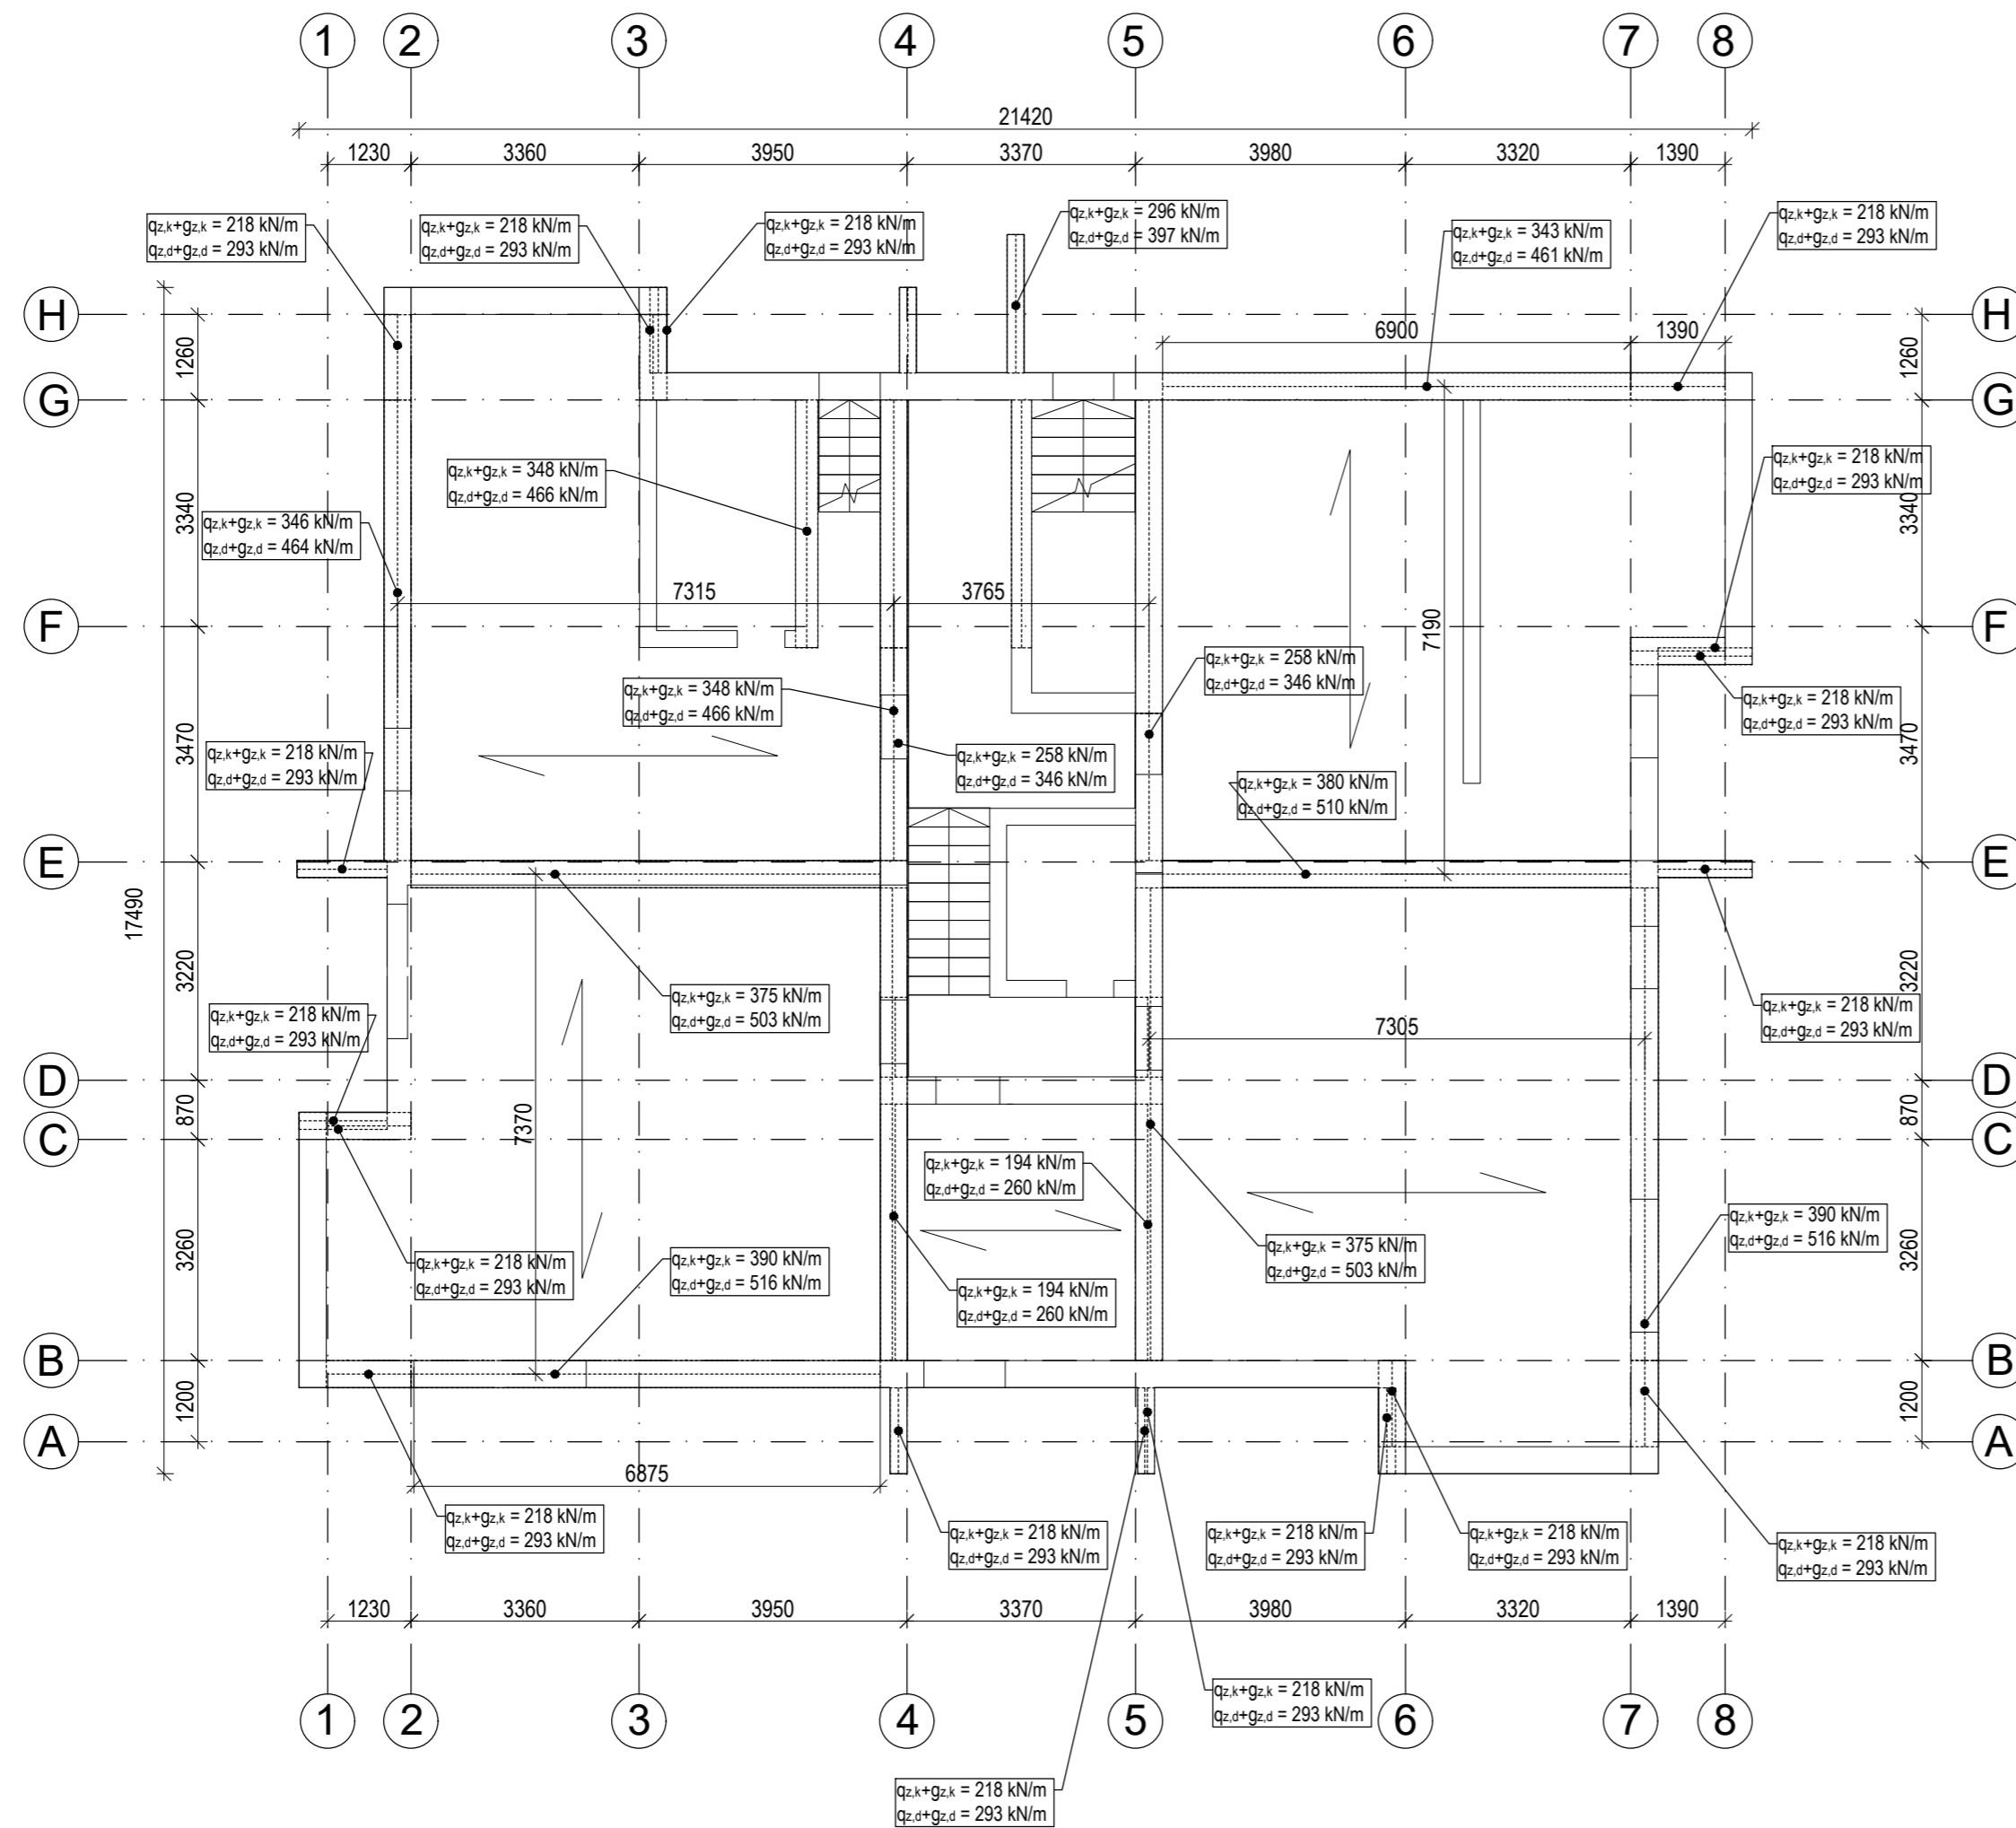 1 2 3 4 5 6 7 8
21420
1230 3360 3950 3370 3980 3320 1390
qz,k+gz,k = 218 kN/m
qz,d+gz,d = 293 kN/m
qz,k+gz,k = 218 kN/m
qz,d+gz,d = 293 kN/m
qz,k+gz,k = 218 kN/m
qz,d+gz,d = 293 kN/m
qz,k+gz,k = 296 kN/m
qz,d+gz,d = 397 kN/m
qz,k+gz,k = 343 kN/m
qz,d+gz,d = 461 kN/m
qz,k+gz,k = 218 kN/m
qz,d+gz,d = 293 kN/m
H H
1260 6900 1390 1260
G G
qz,k+gz,k = 348 kN/m
qz,d+gz,d = 466 kN/m
qz,k+gz,k = 218 kN/m
qz,d+gz,d = 293 kN/m
3340 3340
qz,k+gz,k = 346 kN/m
qz,d+gz,d = 464 kN/m
7315 3765
F F
7190
qz,k+gz,k = 258 kN/m
qz,d+gz,d = 346 kN/m
qz,k+gz,k = 348 kN/m
qz,d+gz,d = 466 kN/m
qz,k+gz,k = 218 kN/m
qz,d+gz,d = 293 kN/m
3470 3470
qz,k+gz,k = 218 kN/m
qz,d+gz,d = 293 kN/m
qz,k+gz,k = 258 kN/m
qz,d+gz,d = 346 kN/m
qz,k+gz,k = 380 kN/m
qz,d+gz,d = 510 kN/m
E E
17490
3220 3220
qz,k+gz,k = 375 kN/m
qz,d+gz,d = 503 kN/m
qz,k+gz,k = 218 kN/m
qz,d+gz,d = 293 kN/m
qz,k+gz,k = 218 kN/m
qz,d+gz,d = 293 kN/m
7305
D D
870 7370 870
C C
qz,k+gz,k = 194 kN/m
qz,d+gz,d = 260 kN/m
qz,k+gz,k = 390 kN/m
qz,d+gz,d = 516 kN/m
3260 3260
qz,k+gz,k = 218 kN/m
qz,d+gz,d = 293 kN/m
qz,k+gz,k = 390 kN/m
qz,d+gz,d = 516 kN/m
qz,k+gz,k = 375 kN/m
qz,d+gz,d = 503 kN/m
qz,k+gz,k = 194 kN/m
qz,d+gz,d = 260 kN/m
B B
1200 1200
A A
6875
qz,k+gz,k = 218 kN/m
qz,d+gz,d = 293 kN/m
qz,k+gz,k = 218 kN/m
qz,d+gz,d = 293 kN/m
qz,k+gz,k = 218 kN/m
qz,d+gz,d = 293 kN/m
qz,k+gz,k = 218 kN/m
qz,d+gz,d = 293 kN/m
qz,k+gz,k = 218 kN/m
qz,d+gz,d = 293 kN/m
1230 3360 3950 3370 3980 3320 1390
qz,k+gz,k = 218 kN/m
qz,d+gz,d = 293 kN/m
1 2 3 4 5 6 7 8
qz,k+gz,k = 218 kN/m
qz,d+gz,d = 293 kN/m